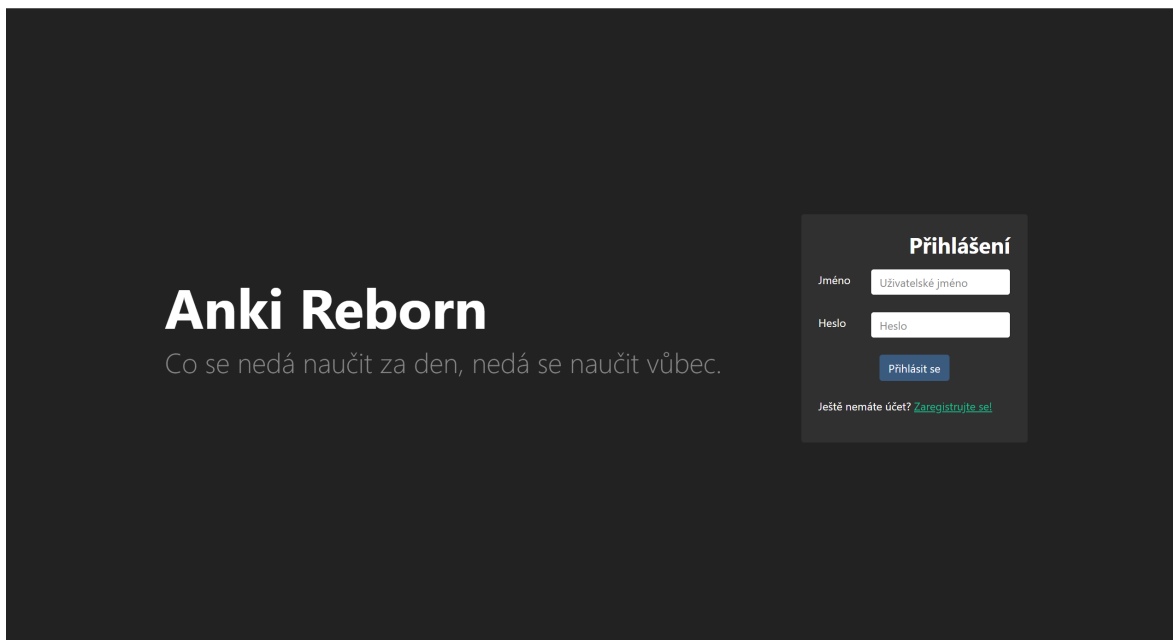 Anki Reborn
Co se nedá naučit za den, nedá se naučit vůbec.
Přihlášení
Jméno
Uživatelské jméno
Heslo
Heslo
Přihlásit se
Ještě nemáte účet? Zaregistrujte se!